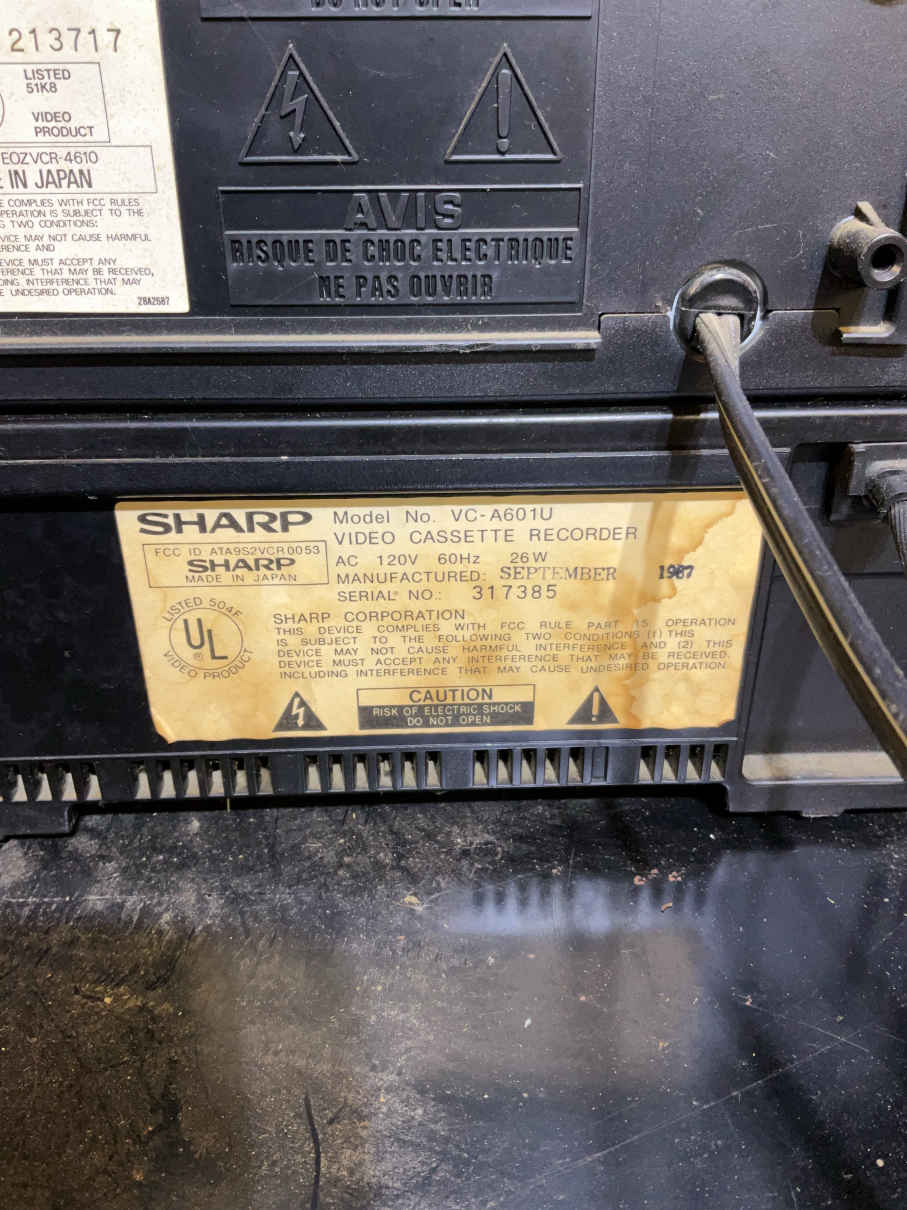 DO NOT OPEN
213717
LISTED
51K8
VIDEO
PRODUCT
EOZVCR-4610
IN JAPAN
COMPLIES WITH FCC RULES
OPERATION IS SUBJECT TO THE
TWO CONDITIONS:
DEVICE MAY NOT CAUSE HARMFUL
AND
DEVICE MUST ACCEPT ANY
THAT MAY BE RECEIVED,
INTERFERENCE THAT MAY
UNDESIRED OPERATION.
28A2687
AVIS
RISQUE DE CHOC ELECTRIQUE
NE PAS OUVRIR
SHARP
Model No. VC-A601U
VIDEO CASSETTE RECORDER
FCC ID ATA9S2VCR0053
SHARP
MADE IN JAPAN
AC 120V 60Hz 26W
MANUFACTURED: SEPTEMBER 1987
SERIAL NO.: 317385
LISTED 504F
UL
®
VIDEO PRODUCT
SHARP CORPORATION
THIS DEVICE COMPLIES WITH FCC RULE PART 15 OPERATION
IS SUBJECT TO THE FOLLOWING TWO CONDITIONS (1) THIS
DEVICE MAY NOT CAUSE HARMFUL INTERFERENCE AND (2) THIS
DEVICE MUST ACCEPT ANY INTERFERENCE THAT MAY BE RECEIVED.
INCLUDING INTERFERENCE THAT MAY CAUSE UNDESIRED OPERATION.
CAUTION
RISK OF ELECTRIC SHOCK
DO NOT OPEN